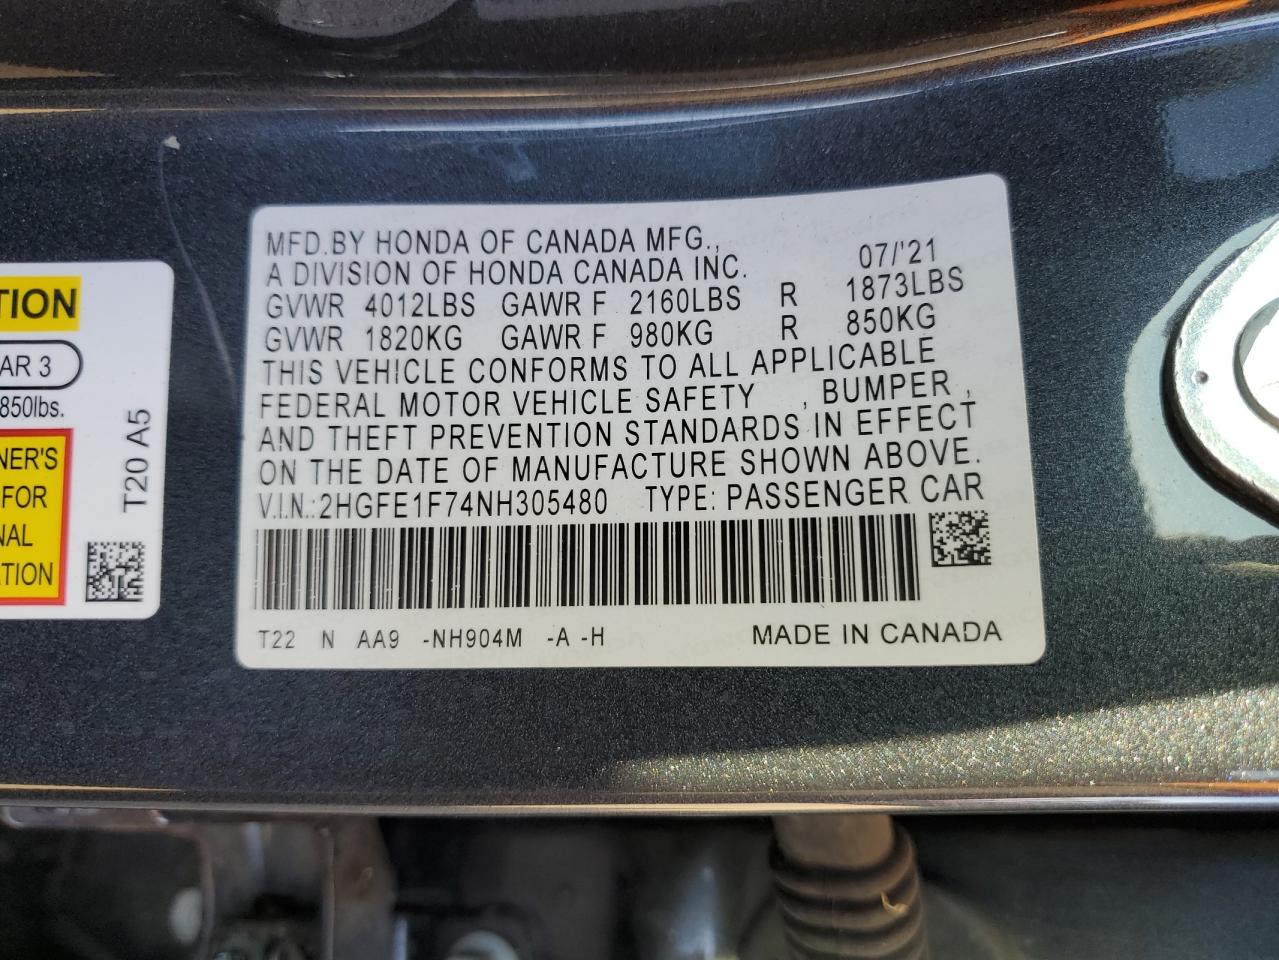 MFD.BY HONDA OF CANADA MFG., 07/'21
A DIVISION OF HONDA CANADA INC.
GVWR 4012LBS GAWR F 2160LBS R 1873LBS
GVWR 1820KG GAWR F 980KG R 850KG
THIS VEHICLE CONFORMS TO ALL APPLICABLE
FEDERAL MOTOR VEHICLE SAFETY , BUMPER ,
AND THEFT PREVENTION STANDARDS IN EFFECT
ON THE DATE OF MANUFACTURE SHOWN ABOVE.
V.I.N.:2HGFE1F74NH305480 TYPE: PASSENGER CAR
T22 N AA9 -NH904M -A -H MADE IN CANADA
TION
AR 3
850lbs.
NER'S
FOR
NAL
ATION
T20 A5